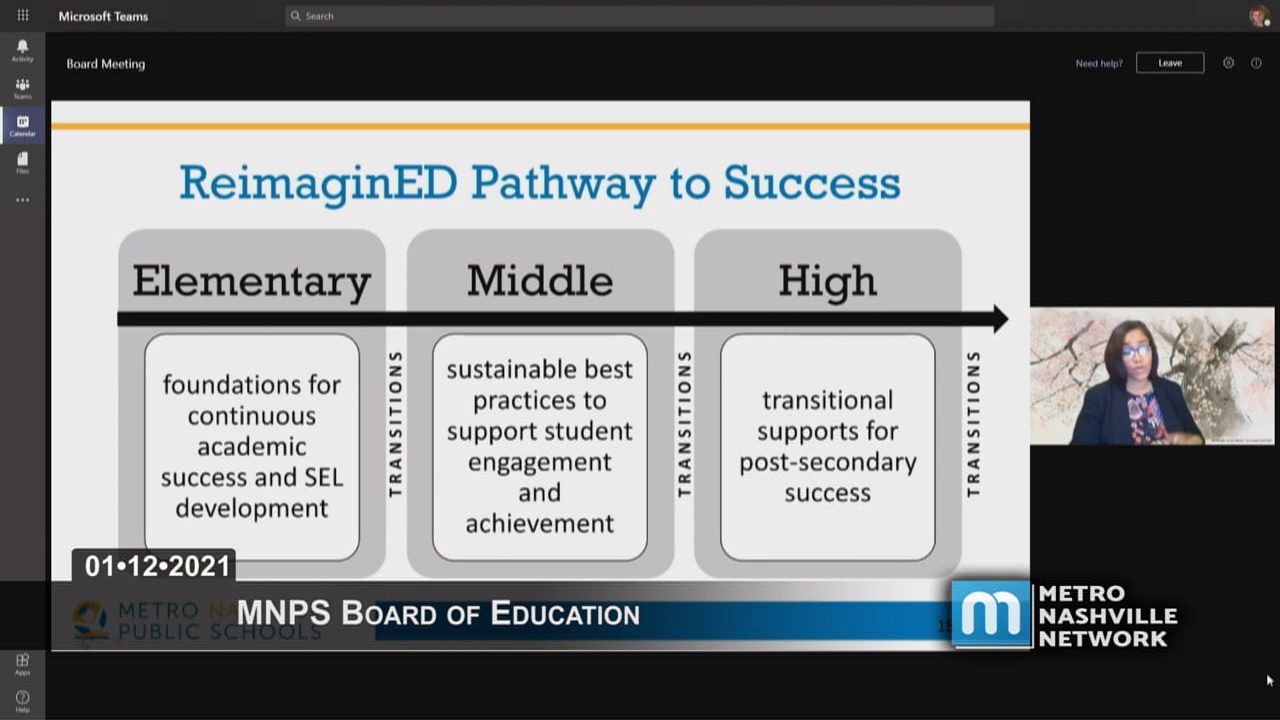 Microsoft Teams
Search
Activity
Teams
Calendar
Files
Board Meeting
Need help?
Leave
ReimaginED Pathway to Success
Elementary
foundations for
continuous
academic
success and SEL
development
TRANSITIONS
Middle
sustainable best
practices to
support student
engagement
and
achievement
TRANSITIONS
High
transitional
supports for
post-secondary
success
TRANSITIONS
01•12•2021
MNPS BOARD OF EDUCATION
METRO
PUBLIC SCHOOLS
METRO
NASHVILLE
NETWORK
Apps
Help